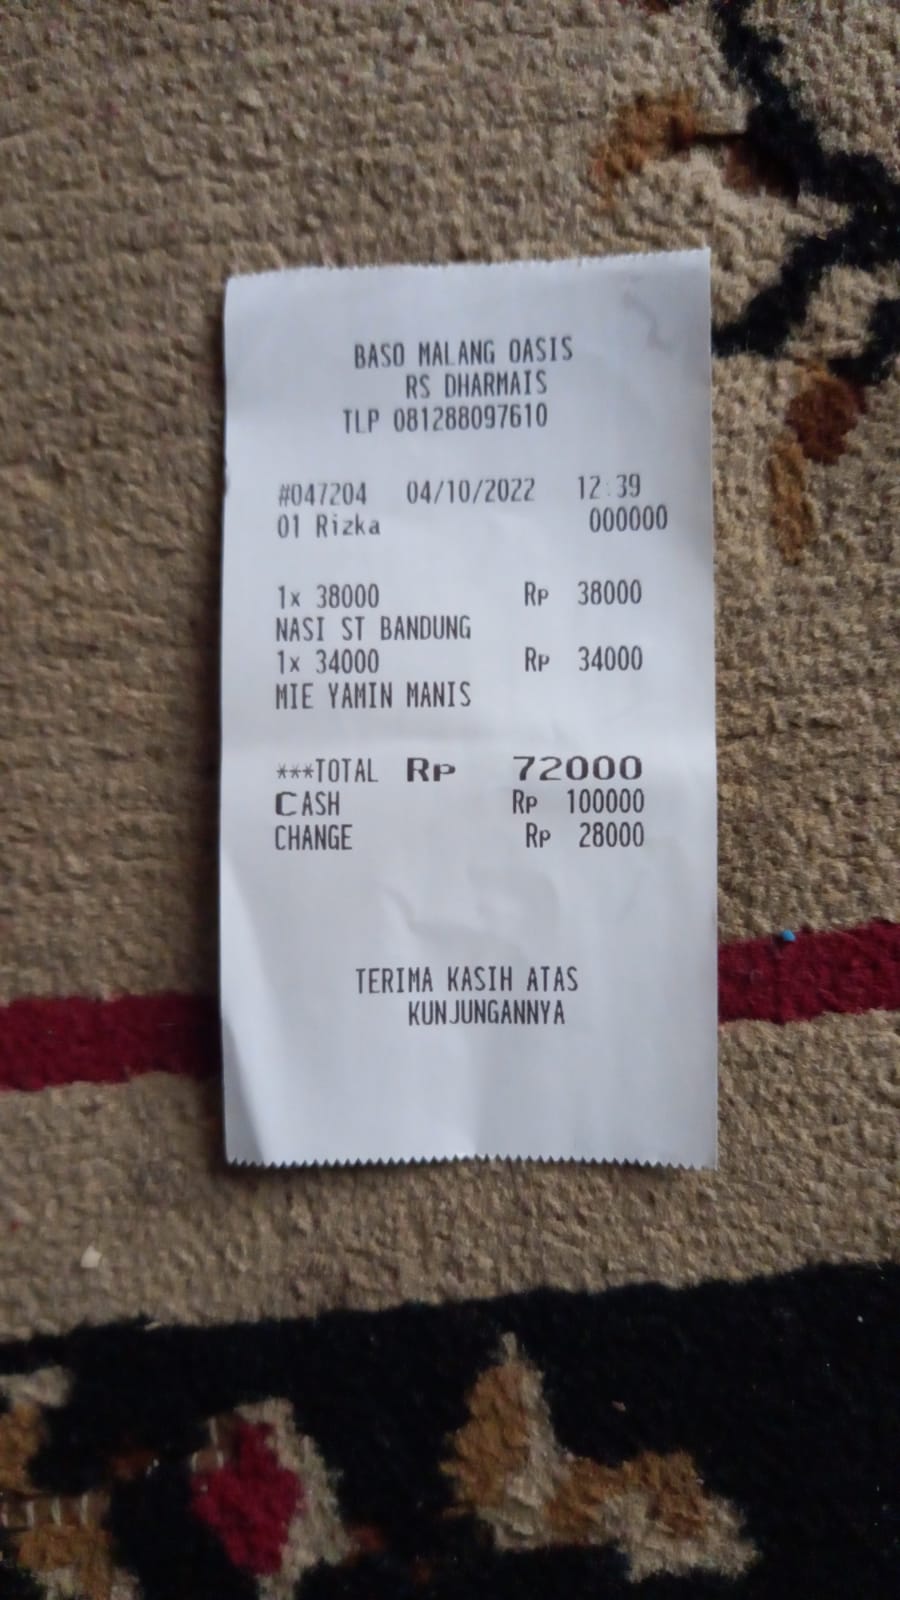 BASO MALANG OASIS
RS DHARMAIS
TLP 081288097610
#047204 04/10/2022 12:39
01 Rizka 000000
1x 38000 Rp 38000
NASI ST BANDUNG
1x 34000 Rp 34000
MIE YAMIN MANIS
***TOTAL Rp 72000
CASH Rp 100000
CHANGE Rp 28000
TERIMA KASIH ATAS
KUNJUNGANNYA